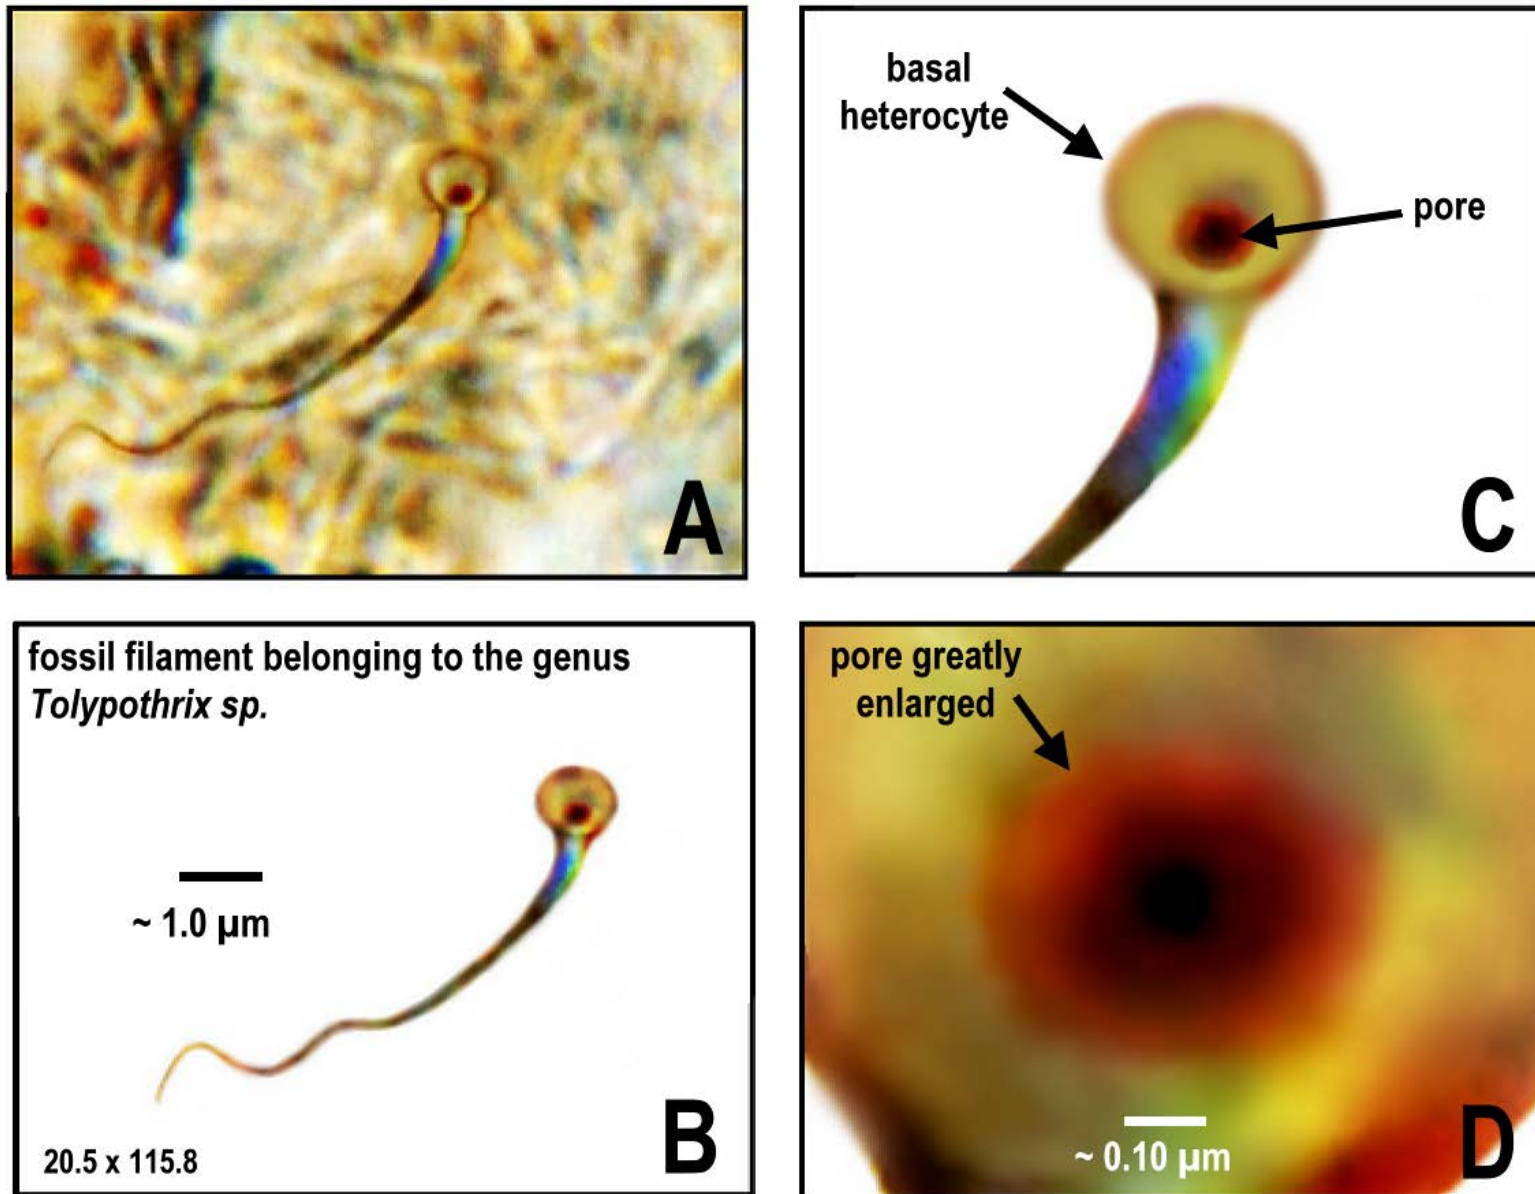 A
basal
heterocyte
pore
C
fossil filament belonging to the genus
Tolypothrix sp.
~ 1.0 µm
20.5 x 115.8
B
pore greatly
enlarged
~ 0.10 µm
D